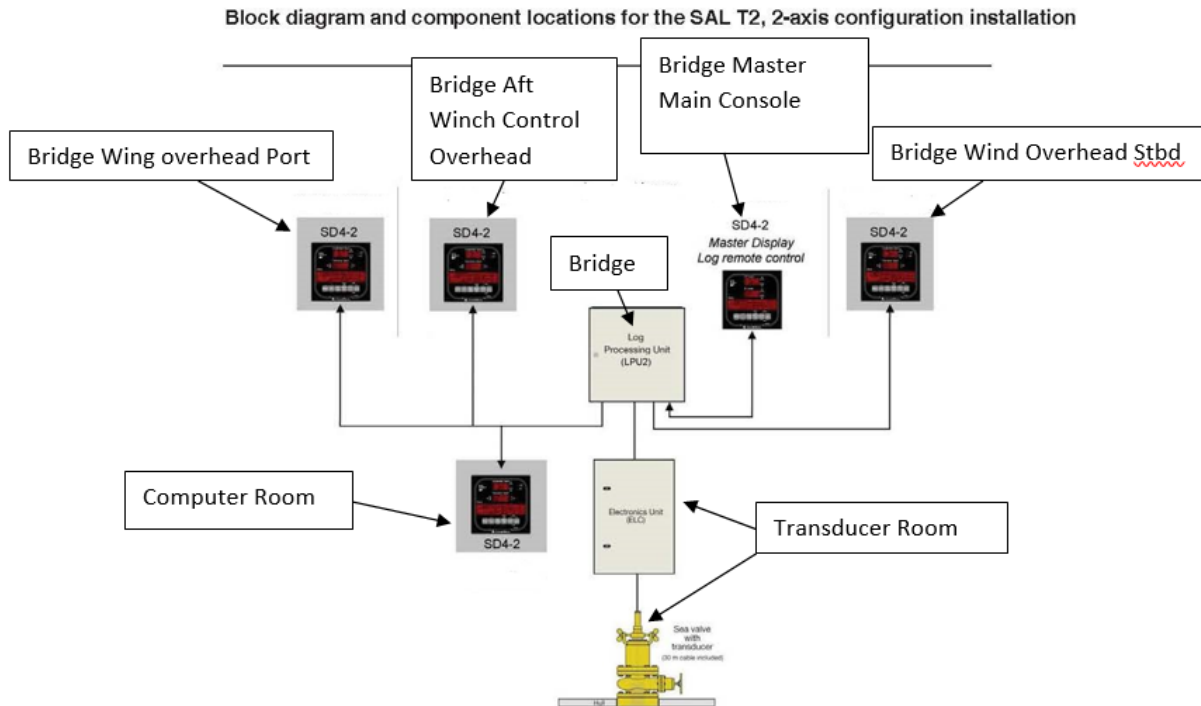 Block diagram and component locations for the SAL T2, 2-axis configuration installation
Bridge Wing overhead Port
Bridge Aft
Winch Control
Overhead
Bridge Master
Main Console
Bridge Wind Overhead Stbd
SD4-2
SD4-2
SD4-2
Master Display
Log remote control
SD4-2
Bridge
Log
Processing Unit
(LPU2)
Computer Room
SD4-2
Electronics Unit
(ELC)
Transducer Room
Sea valve
with
transducer
(30 m cable included)
Hull